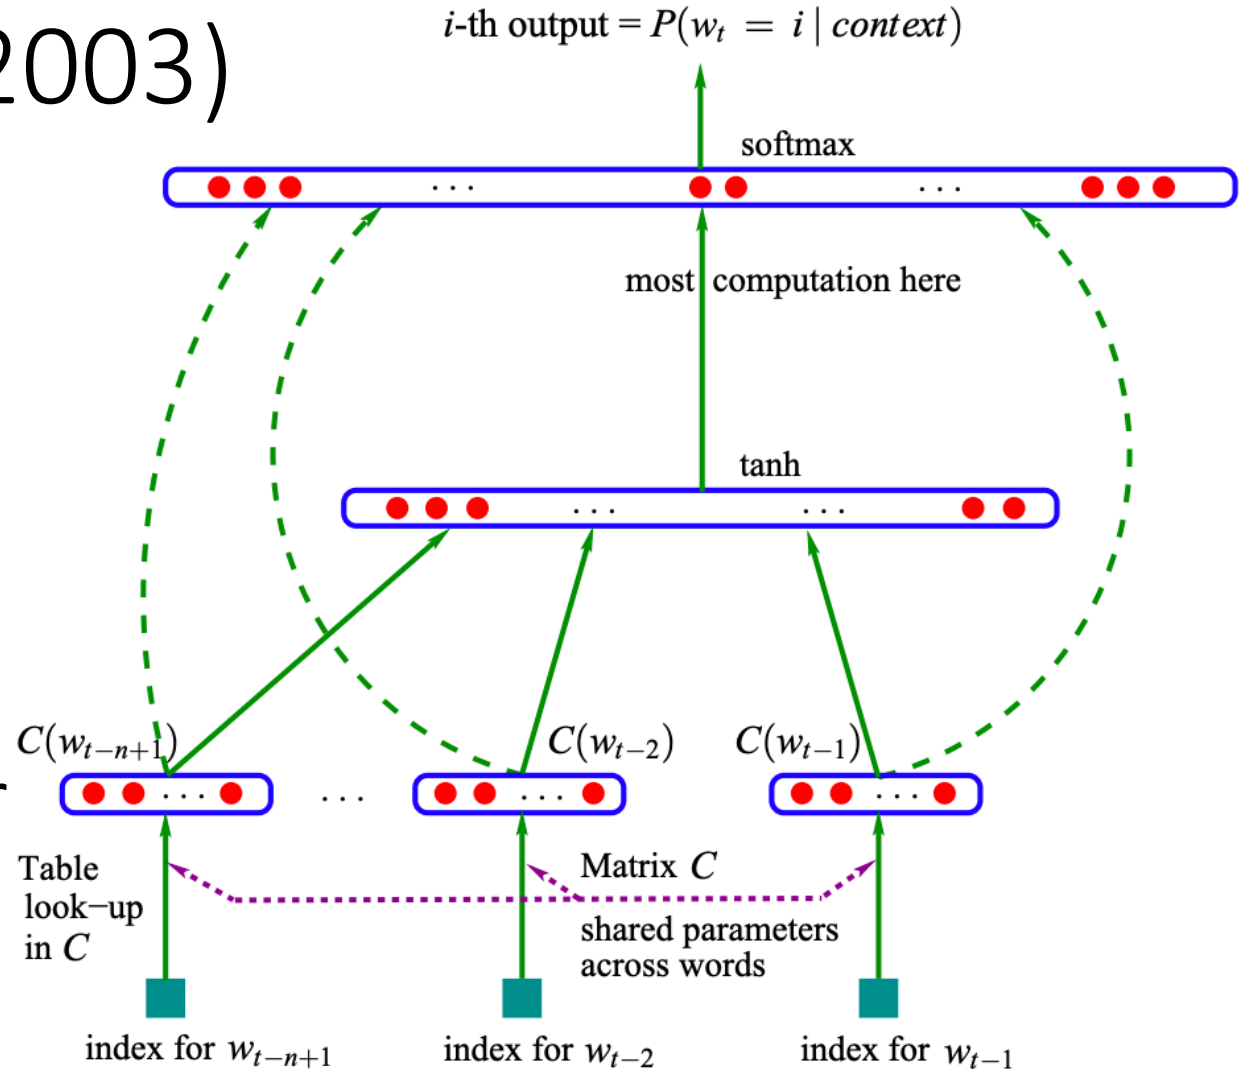 i-th output = P(w_t = i | context)
2003)
softmax
... ...
most computation here
tanh
... ...
C(w_{t−n+1}) C(w_{t−2}) C(w_{t−1})
... ... ... ...
Table
look−up
in C
Matrix C
shared parameters
across words
index for w_{t−n+1} index for w_{t−2} index for w_{t−1}